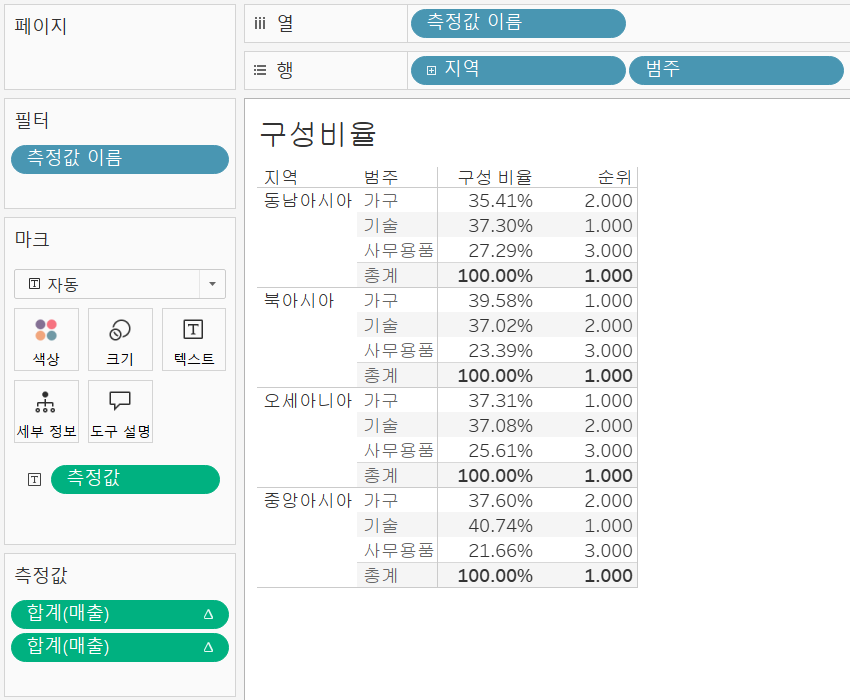 페이지
열 측정값 이름
행 지역 범주
필터
측정값 이름
마크
자동
색상 크기 텍스트
세부 정보 도구 설명
측정값
측정값
합계(매출) Δ
합계(매출) Δ
구성비율
지역 범주 구성 비율 순위
동남아시아 가구 35.41% 2.000
기술 37.30% 1.000
사무용품 27.29% 3.000
총계 100.00% 1.000
북아시아 가구 39.58% 1.000
기술 37.02% 2.000
사무용품 23.39% 3.000
총계 100.00% 1.000
오세아니아 가구 37.31% 1.000
기술 37.08% 2.000
사무용품 25.61% 3.000
총계 100.00% 1.000
중앙아시아 가구 37.60% 2.000
기술 40.74% 1.000
사무용품 21.66% 3.000
총계 100.00% 1.000